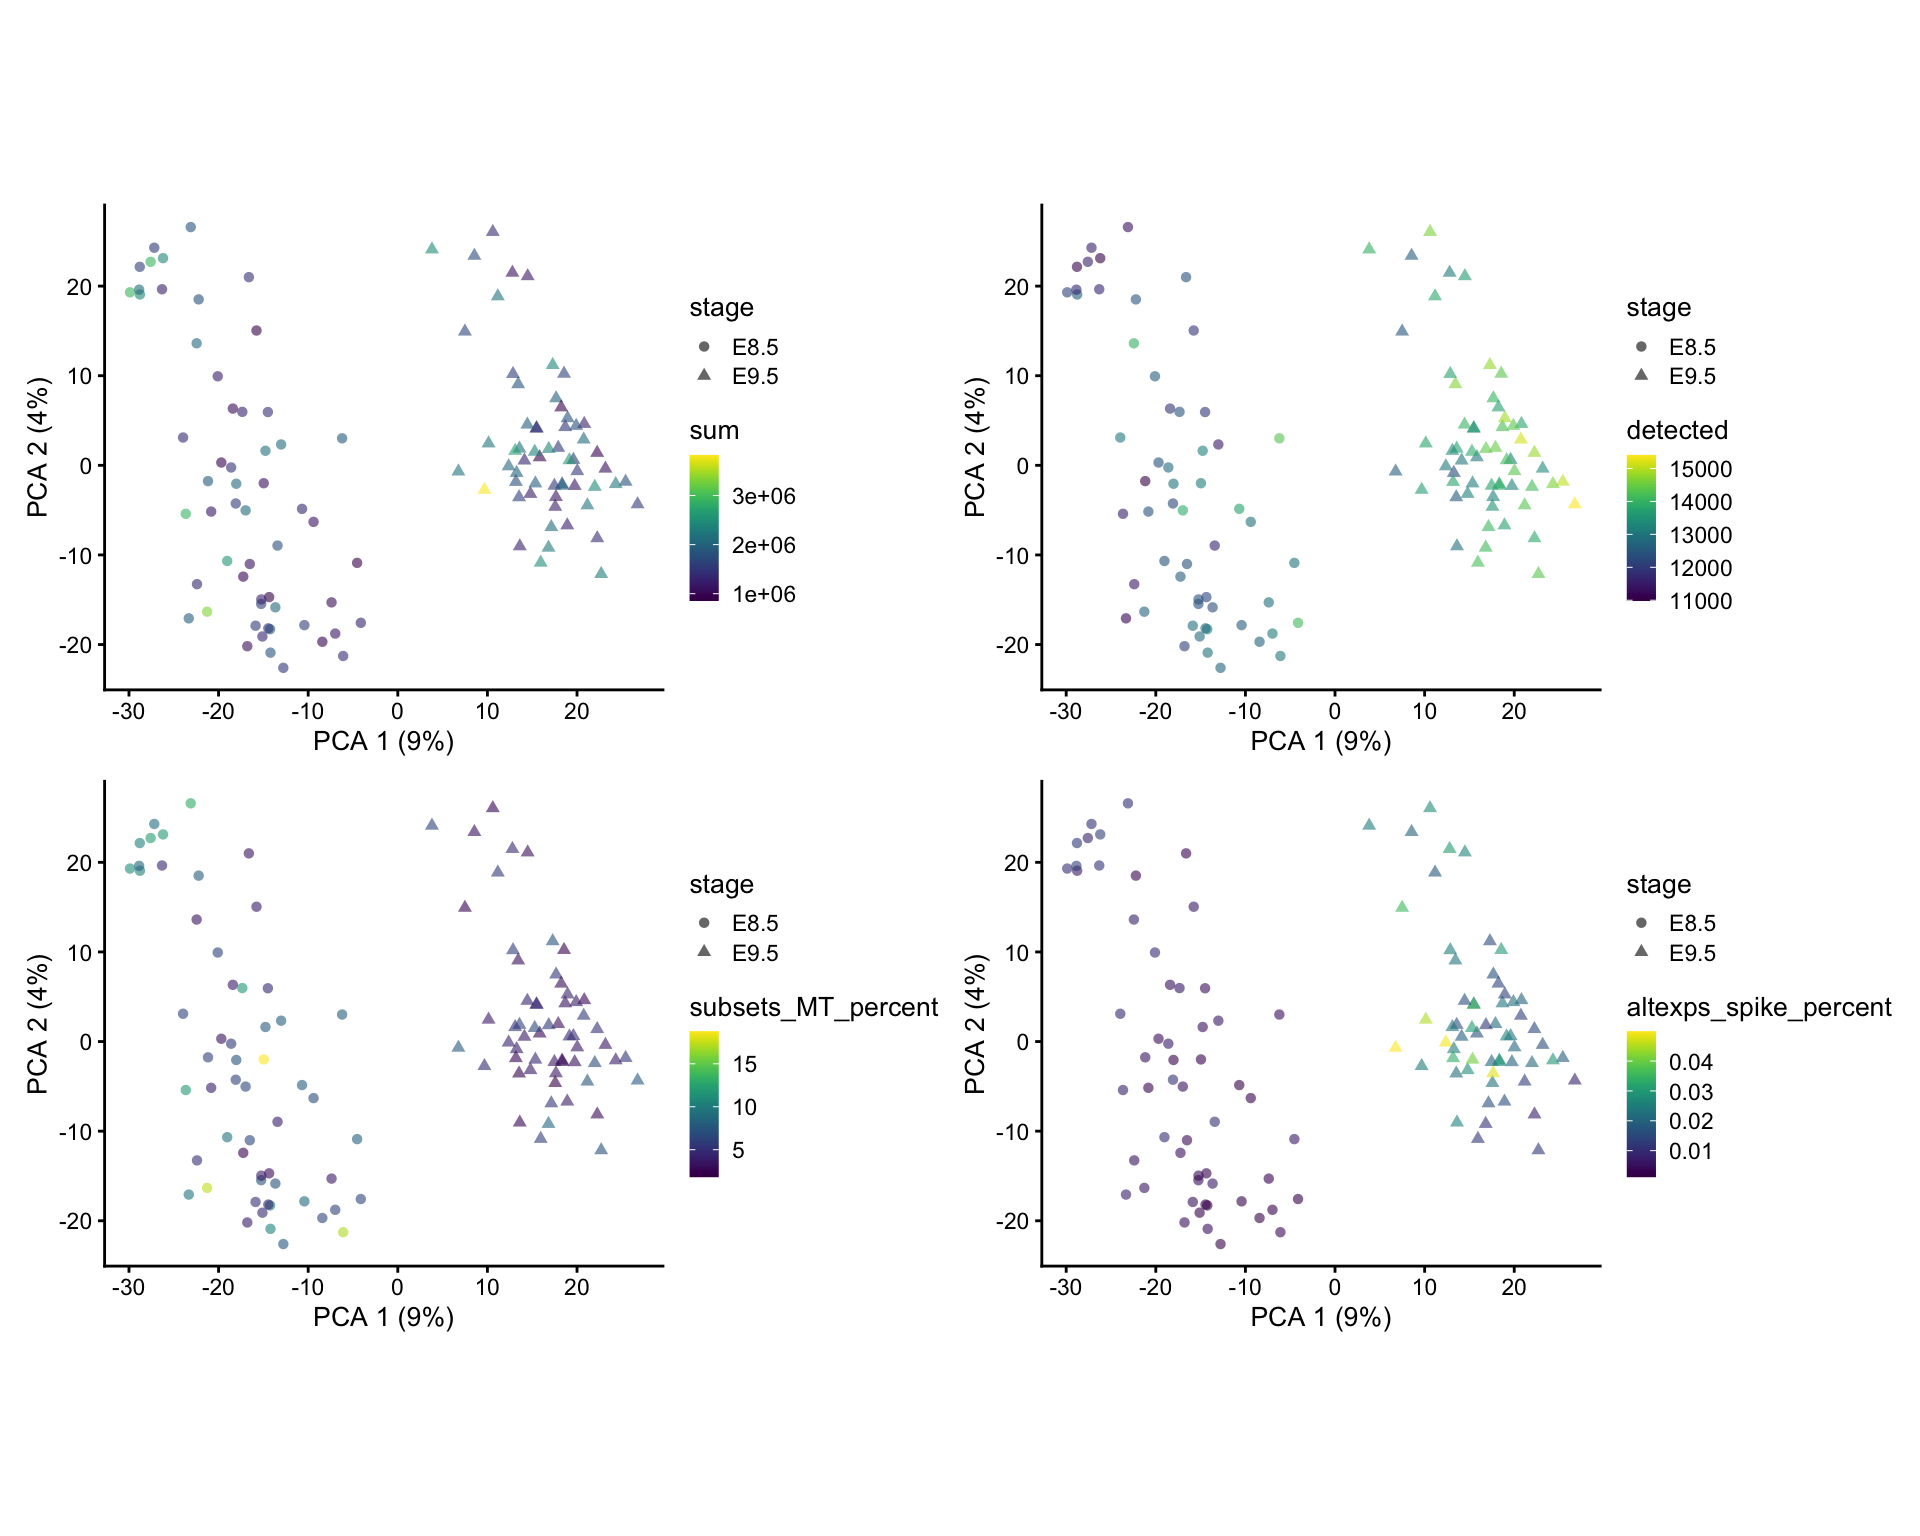 20
10
0
-10
-20
PCA 2 (4%)
-30 -20 -10 0 10 20
PCA 1 (9%)
stage
E8.5
E9.5
sum
3e+06
2e+06
1e+06
20
10
0
-10
-20
PCA 2 (4%)
-30 -20 -10 0 10 20
PCA 1 (9%)
stage
E8.5
E9.5
detected
15000
14000
13000
12000
11000
20
10
0
-10
-20
PCA 2 (4%)
-30 -20 -10 0 10 20
PCA 1 (9%)
stage
E8.5
E9.5
subsets_MT_percent
15
10
5
20
10
0
-10
-20
PCA 2 (4%)
-30 -20 -10 0 10 20
PCA 1 (9%)
stage
E8.5
E9.5
altexps_spike_percent
0.04
0.03
0.02
0.01